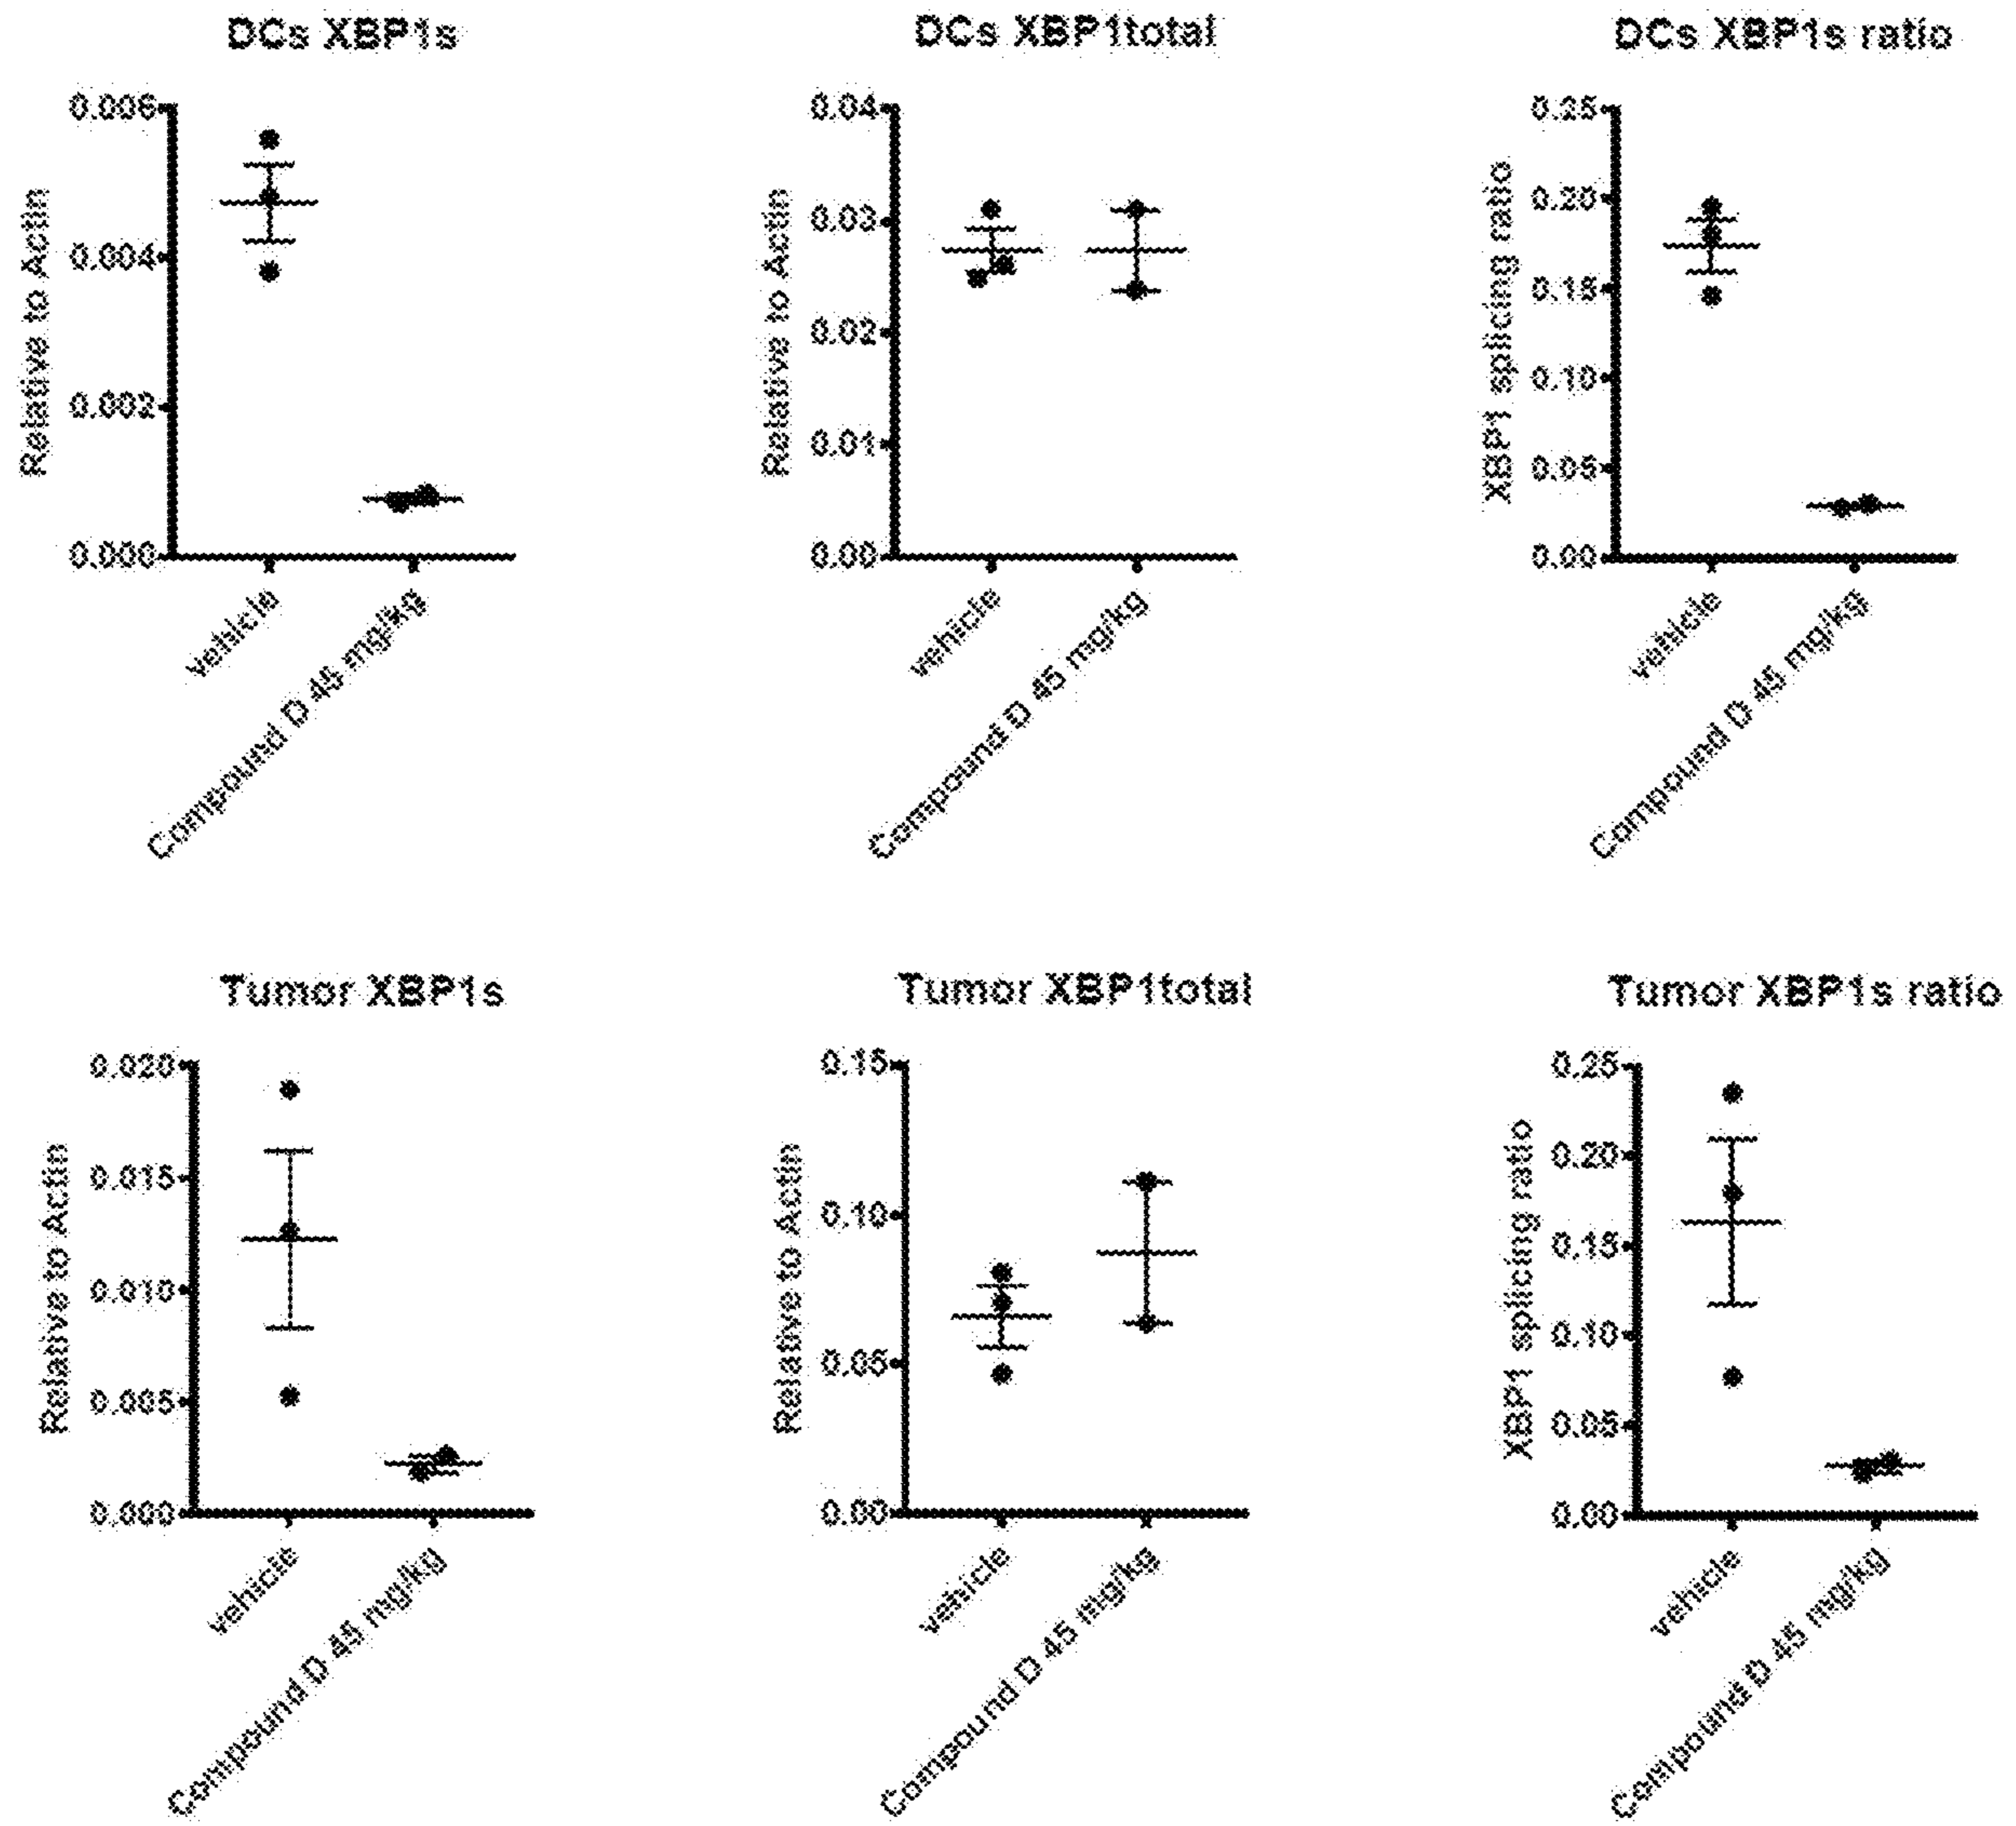 DCs XBP1s
0.006
0.004
0.002
0.000
Relative to Actin
vehicle
Compound D 45 mg/kg
DCs XBP1total
0.04
0.03
0.02
0.01
0.00
Relative to Actin
vehicle
Compound D 45 mg/kg
DCs XBP1s ratio
0.25
0.20
0.15
0.10
0.05
0.00
XBP1 splicing ratio
vehicle
Compound D 45 mg/kg
Tumor XBP1s
0.020
0.015
0.010
0.005
0.000
Relative to Actin
vehicle
Compound D 45 mg/kg
Tumor XBP1total
0.15
0.10
0.05
0.00
Relative to Actin
vehicle
Compound D 45 mg/kg
Tumor XBP1s ratio
0.25
0.20
0.15
0.10
0.05
0.00
XBP1 splicing ratio
vehicle
Compound D 45 mg/kg